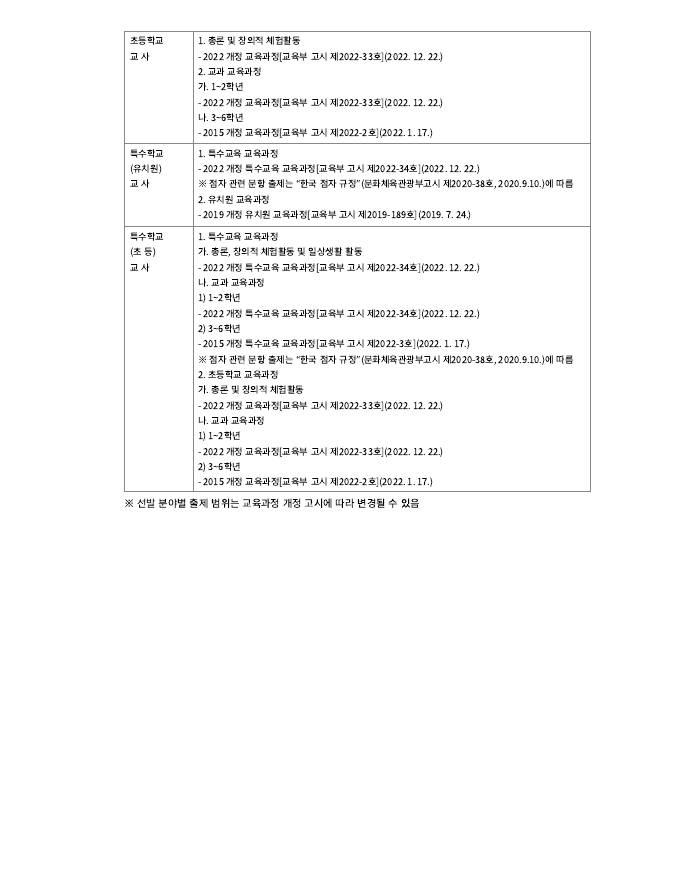 초등학교
교 사
1. 총론 및 창의적 체험활동
- 2022 개정 교육과정[교육부 고시 제2022-33호](2022. 12. 22.)
2. 교과 교육과정
가. 1~2학년
- 2022 개정 교육과정[교육부 고시 제2022-33호](2022. 12. 22.)
나. 3~6학년
- 2015 개정 교육과정[교육부 고시 제2022-2호](2022. 1. 17.)
특수학교
(유치원)
교 사
1. 특수교육 교육과정
- 2022 개정 특수교육 교육과정[교육부 고시 제2022-34호](2022. 12. 22.)
※ 점자 관련 문항 출제는 “한국 점자 규정”(문화체육관광부고시 제2020-38호, 2020.9.10.)에 따름
2. 유치원 교육과정
- 2019 개정 유치원 교육과정[교육부 고시 제2019-189호](2019. 7. 24.)
특수학교
(초 등)
교 사
1. 특수교육 교육과정
가. 총론, 창의적 체험활동 및 일상생활 활동
- 2022 개정 특수교육 교육과정[교육부 고시 제2022-34호](2022. 12. 22.)
나. 교과 교육과정
1) 1~2학년
- 2022 개정 특수교육 교육과정[교육부 고시 제2022-34호](2022. 12. 22.)
2) 3~6학년
- 2015 개정 특수교육 교육과정[교육부 고시 제2022-3호](2022. 1. 17.)
※ 점자 관련 문항 출제는 “한국 점자 규정”(문화체육관광부고시 제2020-38호, 2020.9.10.)에 따름
2. 초등학교 교육과정
가. 총론 및 창의적 체험활동
- 2022 개정 교육과정[교육부 고시 제2022-33호](2022. 12. 22.)
나. 교과 교육과정
1) 1~2학년
- 2022 개정 교육과정[교육부 고시 제2022-33호](2022. 12. 22.)
2) 3~6학년
- 2015 개정 교육과정[교육부 고시 제2022-2호](2022. 1. 17.)
※ 선발 분야별 출제 범위는 교육과정 개정 고시에 따라 변경될 수 있음